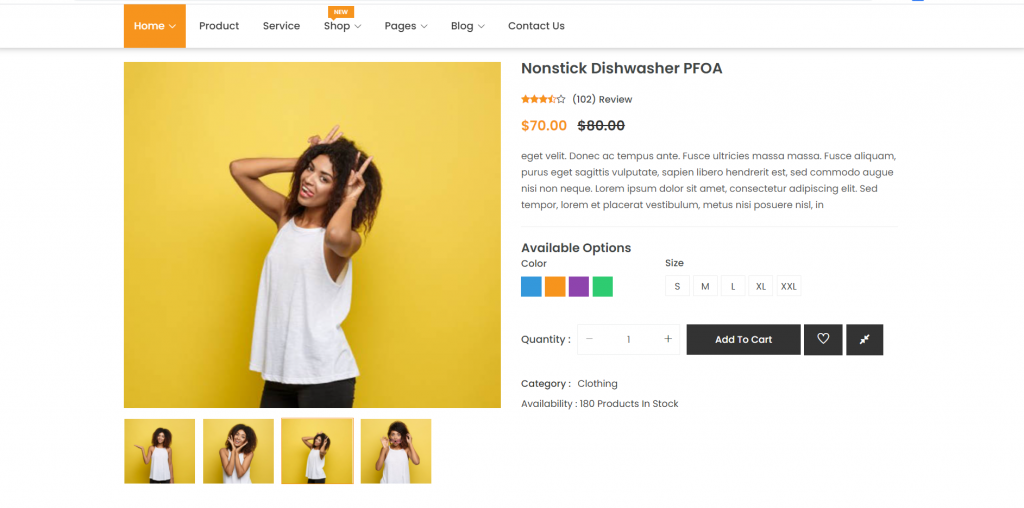 NEW
Home Product Service Shop Pages Blog Contact Us
Nonstick Dishwasher PFOA
(102) Review
$70.00 $80.00
eget velit. Donec ac tempus ante. Fusce ultricies massa massa. Fusce aliquam,
purus eget sagittis vulputate, sapien libero hendrerit est, sed commodo augue
nisi non neque. Lorem ipsum dolor sit amet, consectetur adipiscing elit. Sed
tempor, lorem et placerat vestibulum, metus nisi posuere nisl, in
Available Options
Color Size
S M L XL XXL
Quantity : − 1 + Add To Cart
Category : Clothing
Availability : 180 Products In Stock